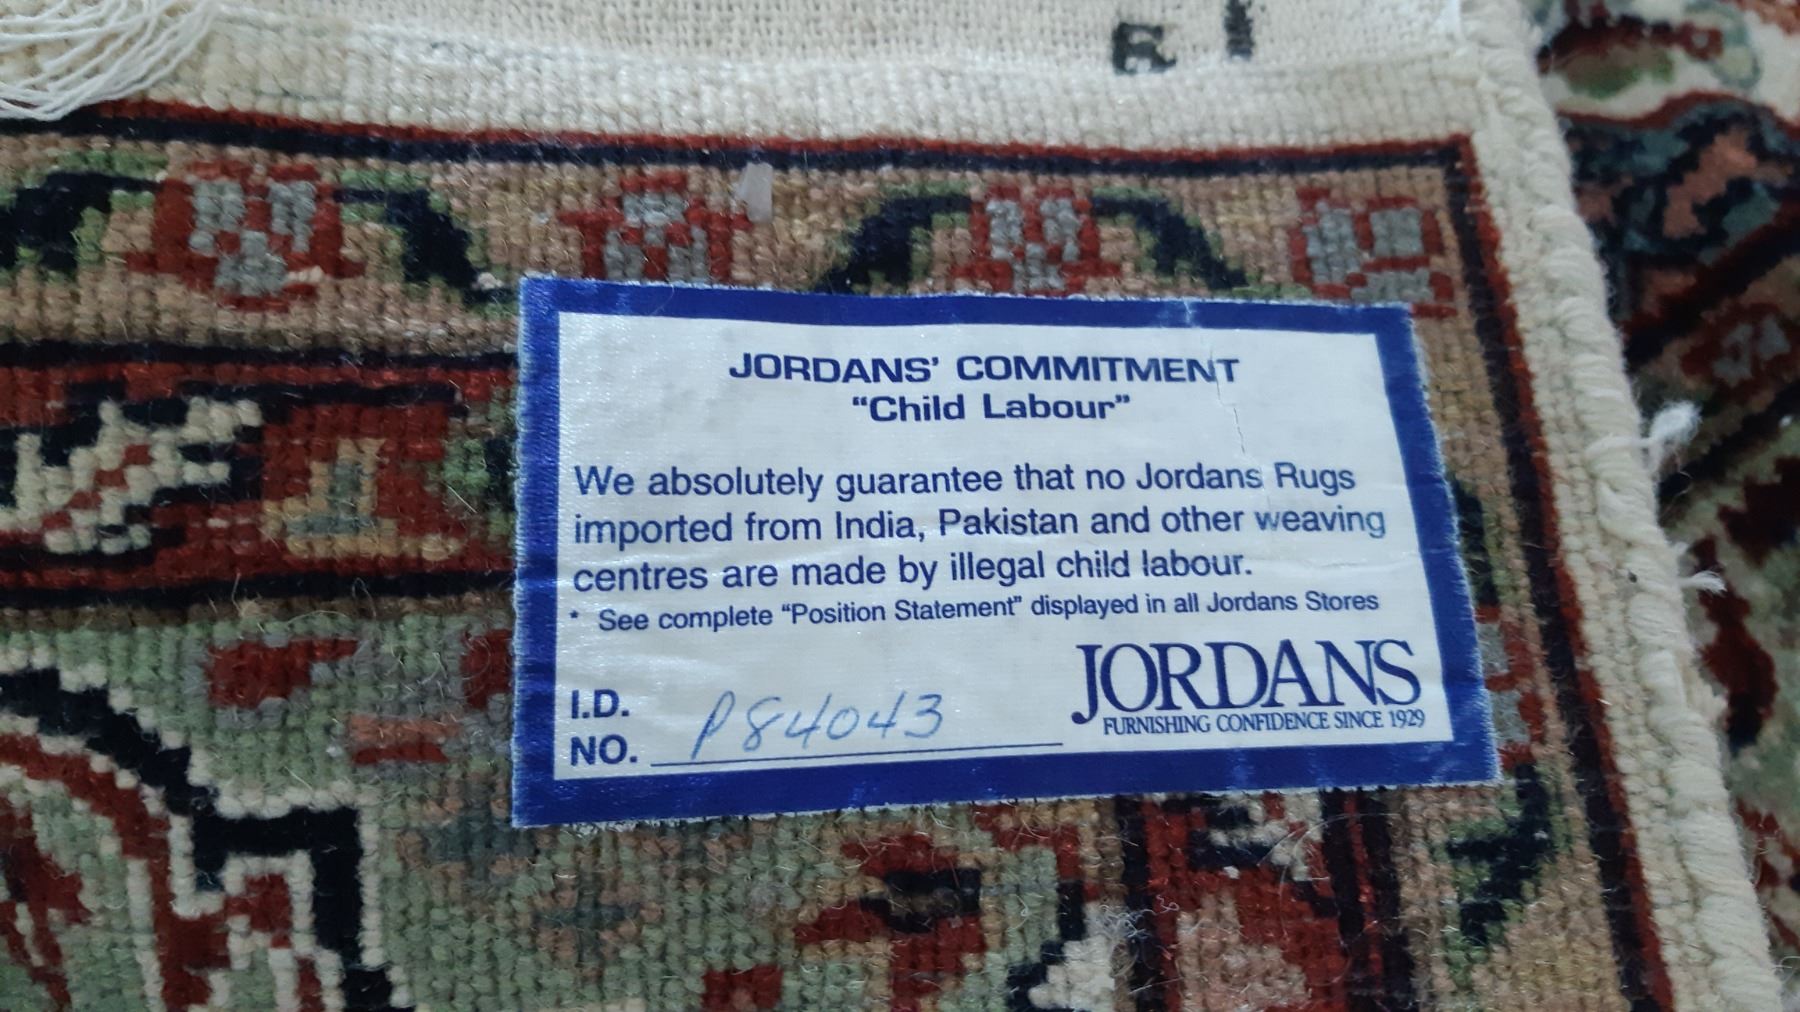 JORDANS' COMMITMENT
"Child Labour"
We absolutely guarantee that no Jordans Rugs
imported from India, Pakistan and other weaving
centres are made by illegal child labour.
* See complete "Position Statement" displayed in all Jordans Stores
I.D.
NO. P84043
JORDANS
FURNISHING CONFIDENCE SINCE 1929